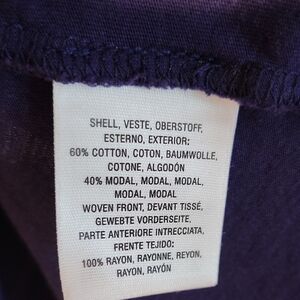 SHELL, VESTE, OBERSTOFF,
ESTERNO, EXTERIOR:
60% COTTON, COTON, BAUMWOLLE,
COTONE, ALGODÓN
40% MODAL, MODAL, MODAL,
MODAL, MODAL
WOVEN FRONT, DEVANT TISSÉ,
GEWEBTE VORDERSEITE,
PARTE ANTERIORE INTRECCIATA,
FRENTE TEJIDO:
100% RAYON, RAYONNE, REYON,
RAYON, RAYÓN